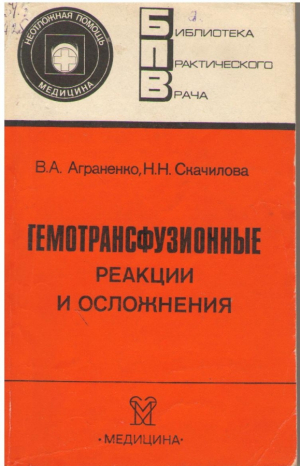 НЕОТЛОЖНАЯ ПОМОЩЬ
МЕДИЦИНА
БИБЛИОТЕКА
ПРАКТИЧЕСКОГО
ВРАЧА
В.А. Аграненко, Н.Н. Скачилова
ГЕМОТРАНСФУЗИОННЫЕ
РЕАКЦИИ
И ОСЛОЖНЕНИЯ
·МЕДИЦИНА·